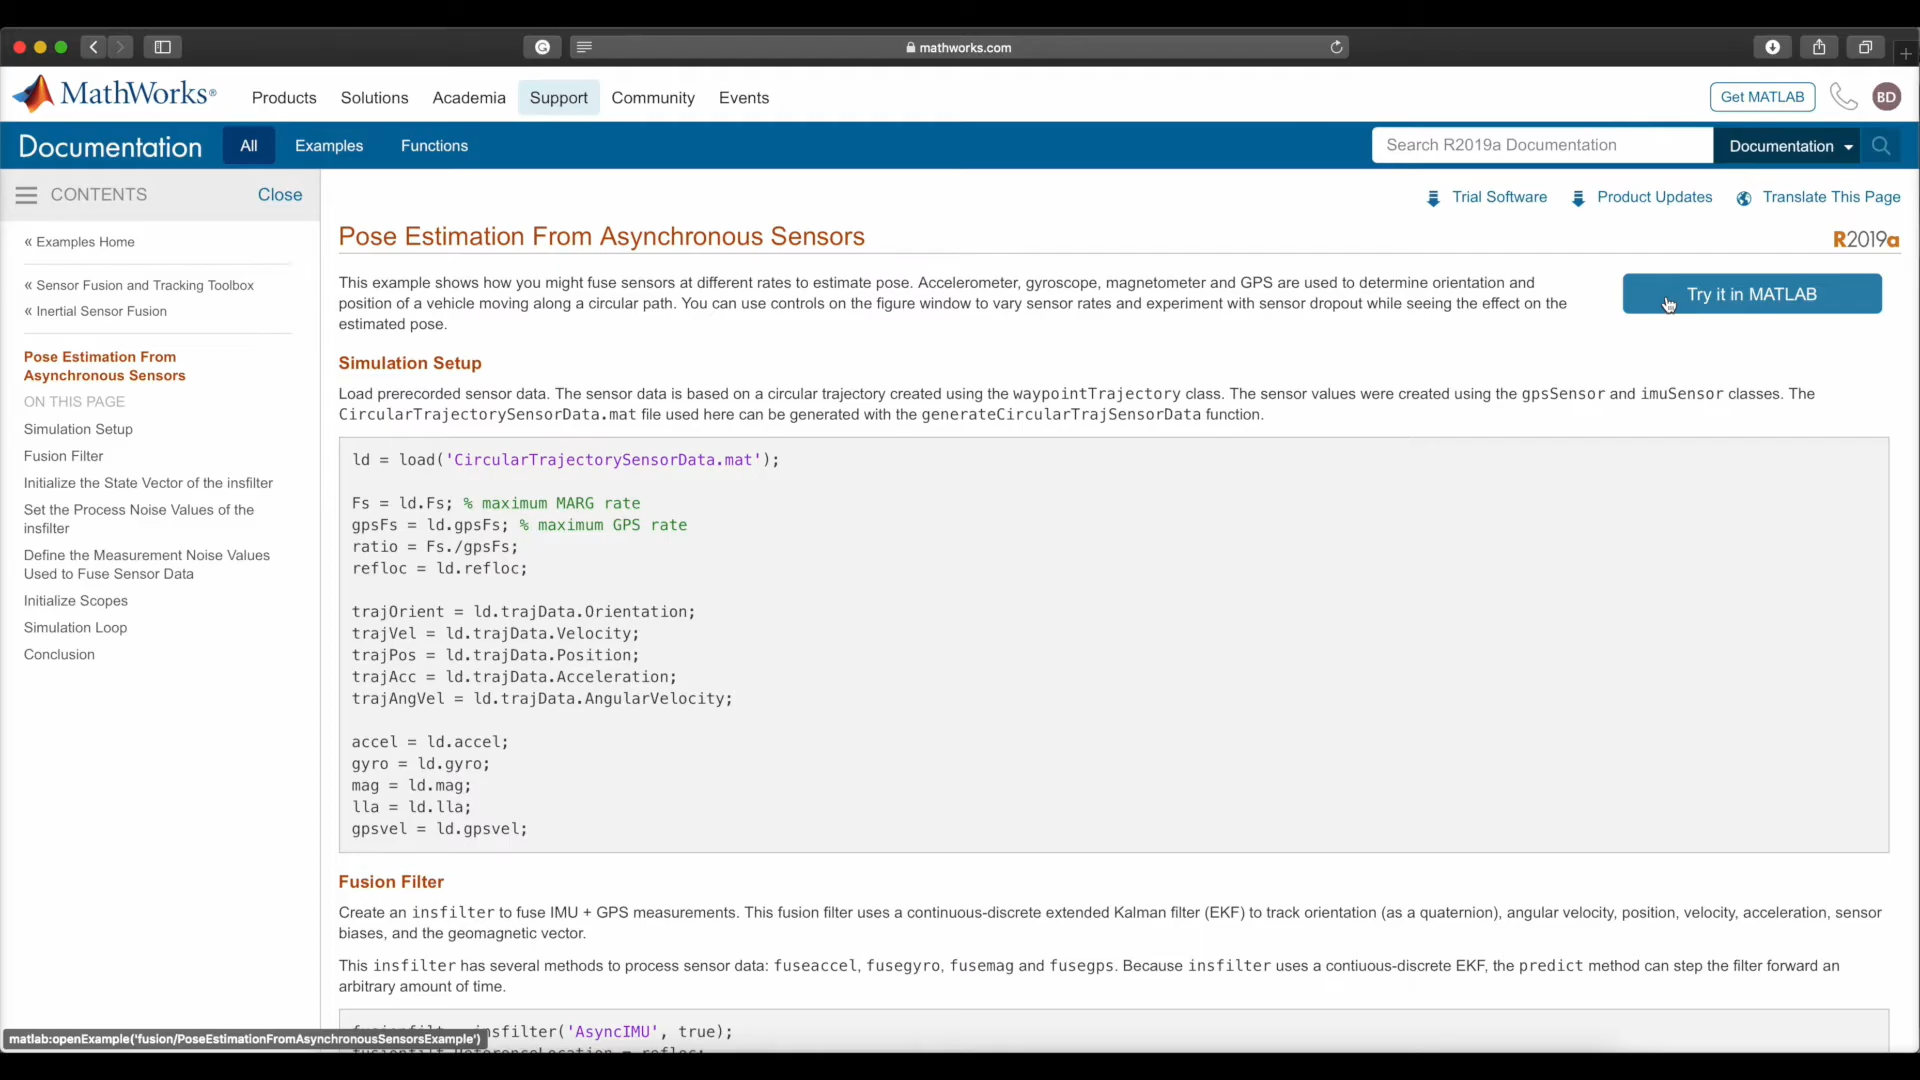 mathworks.com
MathWorks®
Products Solutions Academia Support Community Events
Get MATLAB
BD
Documentation All Examples Functions
Search R2019a Documentation
Documentation
CONTENTS Close
Trial Software Product Updates Translate This Page
« Examples Home
« Sensor Fusion and Tracking Toolbox
« Inertial Sensor Fusion
Pose Estimation From
Asynchronous Sensors
ON THIS PAGE
Simulation Setup
Fusion Filter
Initialize the State Vector of the insfilter
Set the Process Noise Values of the
insfilter
Define the Measurement Noise Values
Used to Fuse Sensor Data
Initialize Scopes
Simulation Loop
Conclusion
Pose Estimation From Asynchronous Sensors
R2019a
This example shows how you might fuse sensors at different rates to estimate pose. Accelerometer, gyroscope, magnetometer and GPS are used to determine orientation and
position of a vehicle moving along a circular path. You can use controls on the figure window to vary sensor rates and experiment with sensor dropout while seeing the effect on the
estimated pose.
Try it in MATLAB
Simulation Setup
Load prerecorded sensor data. The sensor data is based on a circular trajectory created using the waypointTrajectory class. The sensor values were created using the gpsSensor and imuSensor classes. The
CircularTrajectorySensorData.mat file used here can be generated with the generateCircularTrajSensorData function.
ld = load('CircularTrajectorySensorData.mat');
Fs = ld.Fs; % maximum MARG rate
gpsFs = ld.gpsFs; % maximum GPS rate
ratio = Fs./gpsFs;
refloc = ld.refloc;
trajOrient = ld.trajData.Orientation;
trajVel = ld.trajData.Velocity;
trajPos = ld.trajData.Position;
trajAcc = ld.trajData.Acceleration;
trajAngVel = ld.trajData.AngularVelocity;
accel = ld.accel;
gyro = ld.gyro;
mag = ld.mag;
lla = ld.lla;
gpsvel = ld.gpsvel;
Fusion Filter
Create an insfilter to fuse IMU + GPS measurements. This fusion filter uses a continuous-discrete extended Kalman filter (EKF) to track orientation (as a quaternion), angular velocity, position, velocity, acceleration, sensor
biases, and the geomagnetic vector.
This insfilter has several methods to process sensor data: fuseaccel, fusegyro, fusemag and fusegps. Because insfilter uses a contiuous-discrete EKF, the predict method can step the filter forward an
arbitrary amount of time.
insfilter('AsyncIMU', true);
matlab:openExample('fusion/PoseEstimationFromAsynchronousSensorsExample')